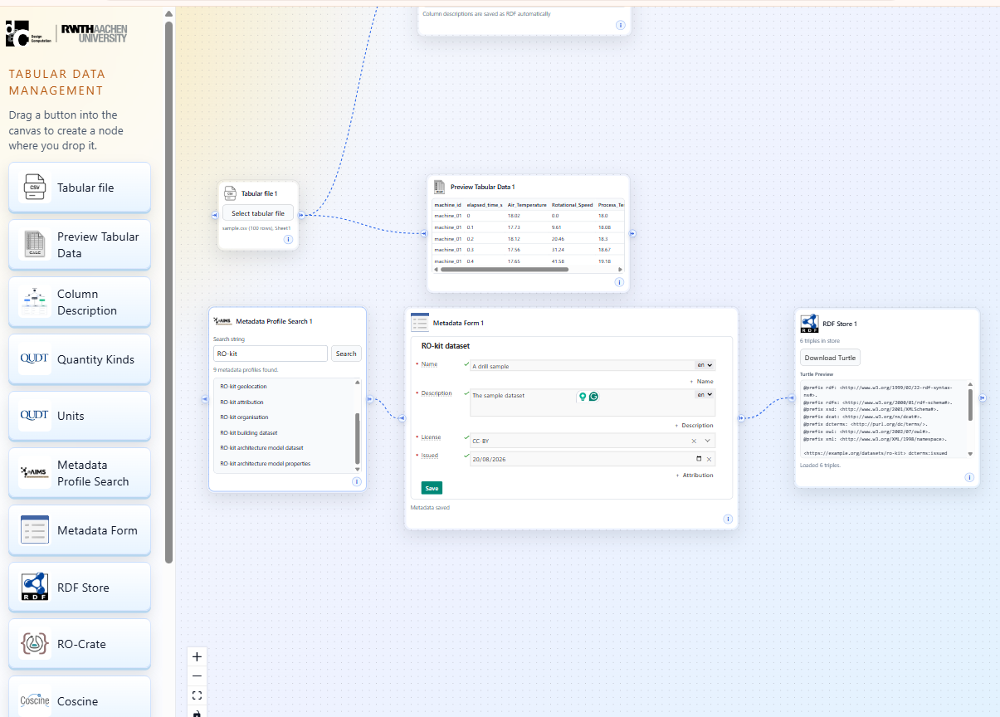 Column descriptions are saved as RDF automatically
dc Design Computation
RWTHAACHEN UNIVERSITY
TABULAR DATA
MANAGEMENT
Drag a button into the
canvas to create a node
where you drop it.
CSV
Tabular file
CALC
Preview Tabular
Data
Column
Description
QUDT
Quantity Kinds
QUDT
Units
AIMS
Metadata
Profile Search
Metadata Form
RDF
RDF Store
RO-Crate
Coscine
Coscine
Tabular file 1
Select tabular file
sample.csv (100 rows), Sheet1
Preview Tabular Data 1
machine_id elapsed_time_s Air_Temperature Rotational_Speed Process_Te
machine_01 0 18.02 0.0 18.0
machine_01 0.1 17.73 9.61 18.08
machine_01 0.2 18.12 20.46 18.3
machine_01 0.3 17.56 31.24 18.67
machine_01 0.4 17.65 41.58 19.18
AIMS
Metadata Profile Search 1
Search string
RO-kit
Search
9 metadata profiles found.
RO-kit geolocation
RO-kit attribution
RO-kit organisation
RO-kit building dataset
RO-kit architecture model dataset
RO-kit architecture model properties
Metadata Form 1
RO-kit dataset
* Name A drill sample en
+ Name
* Description The sample dataset en
+ Description
* License CC-BY
* Issued 20/08/2026
+ Attribution
Save
Metadata saved
RDF
RDF Store 1
6 triples in store
Download Turtle
Turtle Preview
@prefix rdf: <http://www.w3.org/1999/02/22-rdf-syntax-
ns#>.
@prefix rdfs: <http://www.w3.org/2000/01/rdf-schema#>.
@prefix xsd: <http://www.w3.org/2001/XMLSchema#>.
@prefix dcat: <http://www.w3.org/ns/dcat#>.
@prefix dcterms: <http://purl.org/dc/terms/>.
@prefix owl: <http://www.w3.org/2002/07/owl#>.
@prefix xml: <http://www.w3.org/XML/1998/namespace>.
<https://example.org/datasets/ro-kit> dcterms:issued
Loaded 6 triples.